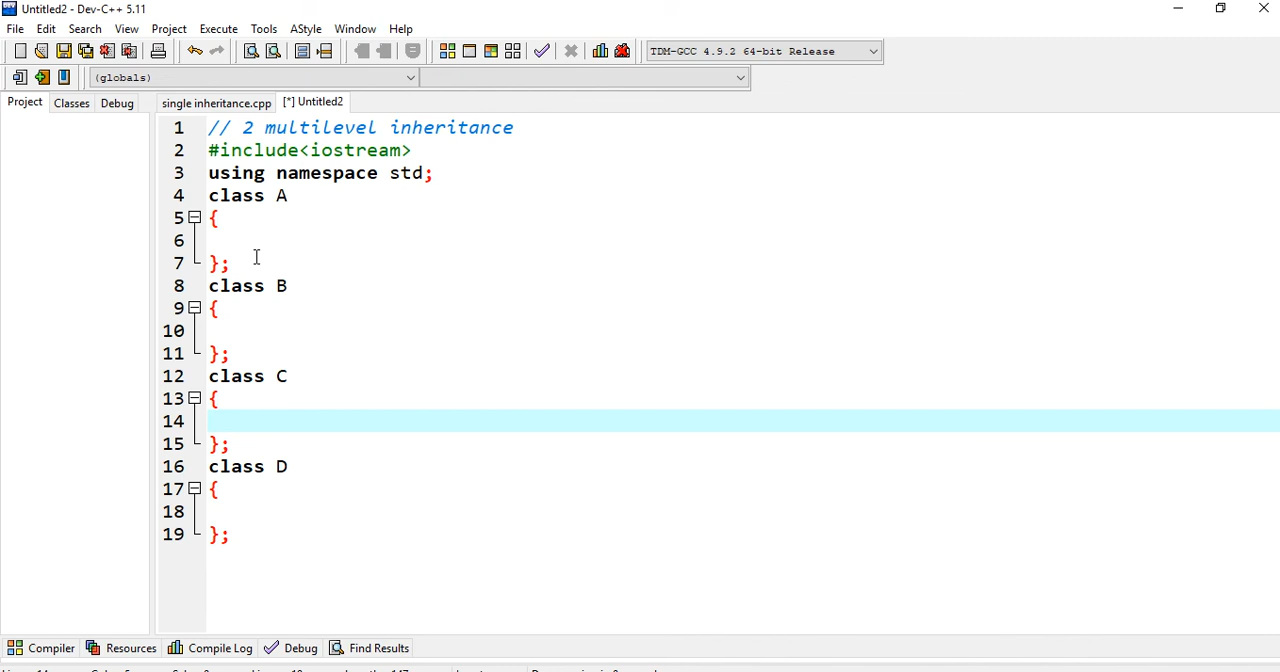 Untitled2 - Dev-C++ 5.11
File Edit Search View Project Execute Tools AStyle Window Help
TDM-GCC 4.9.2 64-bit Release
(globals)
Project Classes Debug single inheritance.cpp [*] Untitled2
1 // 2 multilevel inheritance
2 #include<iostream>
3 using namespace std;
4 class A
5 {
6
7 };
8 class B
9 {
10
11 };
12 class C
13 {
14
15 };
16 class D
17 {
18
19 };
Compiler Resources Compile Log Debug Find Results